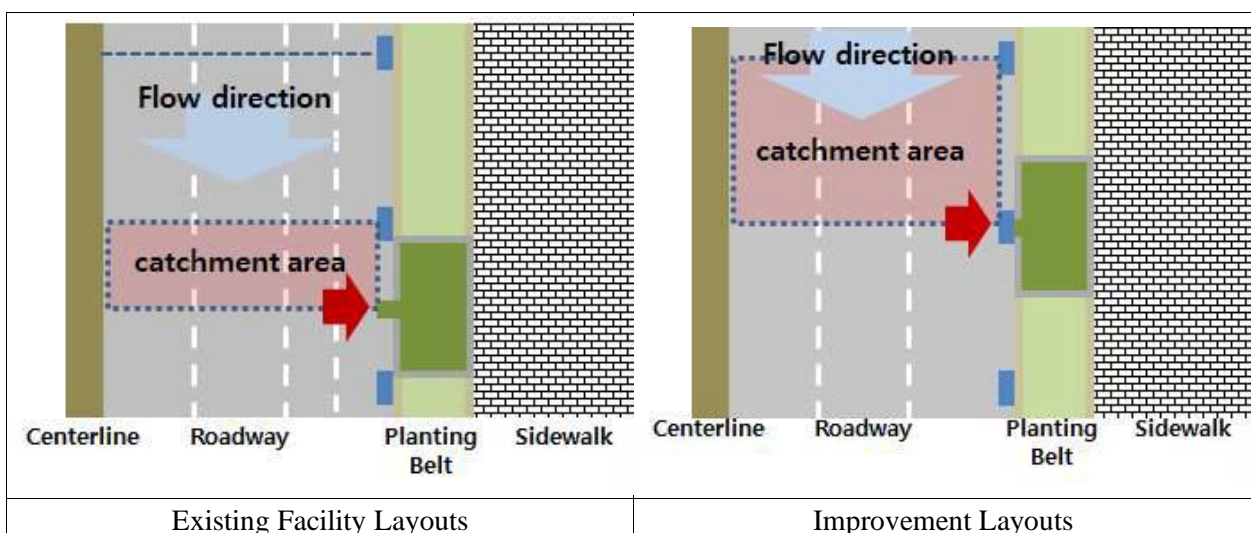 Flow direction
catchment area
Centerline Roadway Planting Belt Sidewalk
Existing Facility Layouts
Flow direction
catchment area
Centerline Roadway Planting Belt Sidewalk
Improvement Layouts